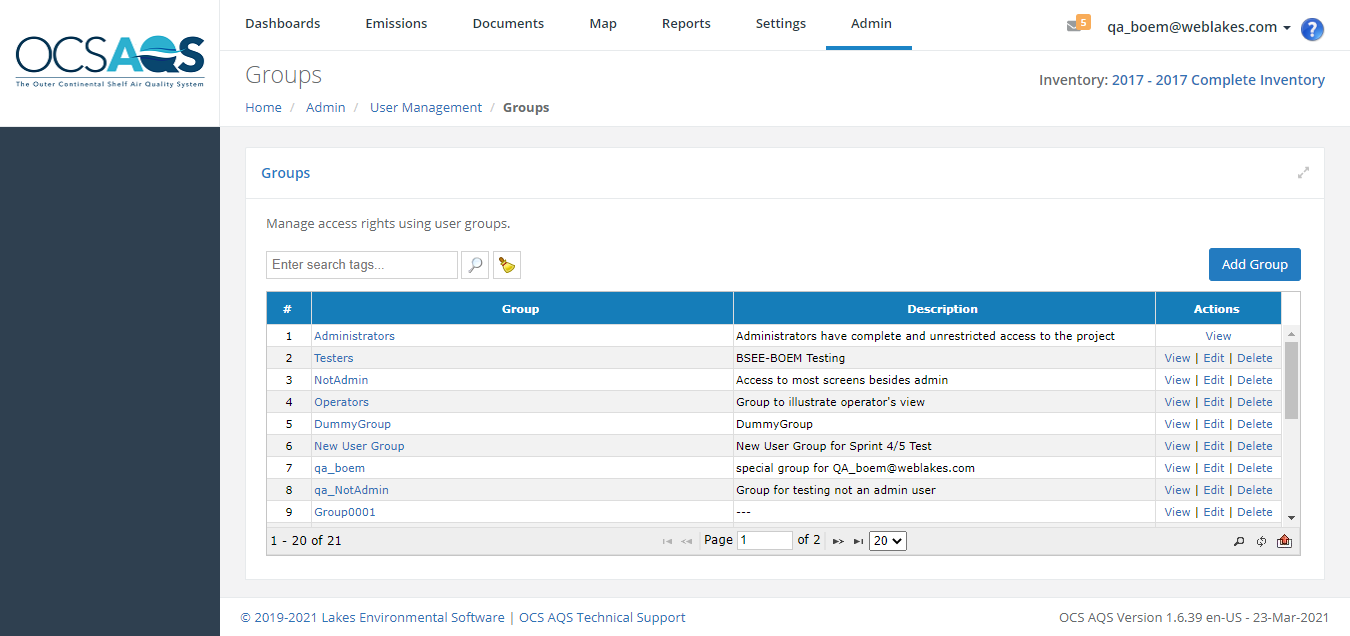 OCSAQS
The Outer Continental Shelf Air Quality System
Dashboards Emissions Documents Map Reports Settings Admin
5 qa_boem@weblakes.com ?
Groups
Inventory: 2017 - 2017 Complete Inventory
Home / Admin / User Management / Groups
Groups
Manage access rights using user groups.
Enter search tags...
Add Group
# Group Description Actions
1 Administrators Administrators have complete and unrestricted access to the project View
2 Testers BSEE-BOEM Testing View | Edit | Delete
3 NotAdmin Access to most screens besides admin View | Edit | Delete
4 Operators Group to illustrate operator's view View | Edit | Delete
5 DummyGroup DummyGroup View | Edit | Delete
6 New User Group New User Group for Sprint 4/5 Test View | Edit | Delete
7 qa_boem special group for QA_boem@weblakes.com View | Edit | Delete
8 qa_NotAdmin Group for testing not an admin user View | Edit | Delete
9 Group0001 --- View | Edit | Delete
1 - 20 of 21 Page 1 of 2 20
© 2019-2021 Lakes Environmental Software | OCS AQS Technical Support
OCS AQS Version 1.6.39 en-US - 23-Mar-2021